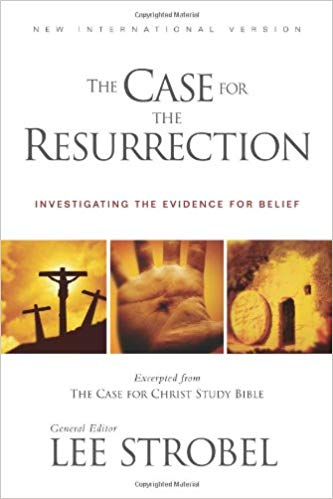 Copyrighted Material
NEW INTERNATIONAL VERSION
THE CASE FOR
THE
RESURRECTION
INVESTIGATING THE EVIDENCE FOR BELIEF
Excerpted from
THE CASE FOR CHRIST STUDY BIBLE
General Editor
LEE STROBEL
Copyrighted Material